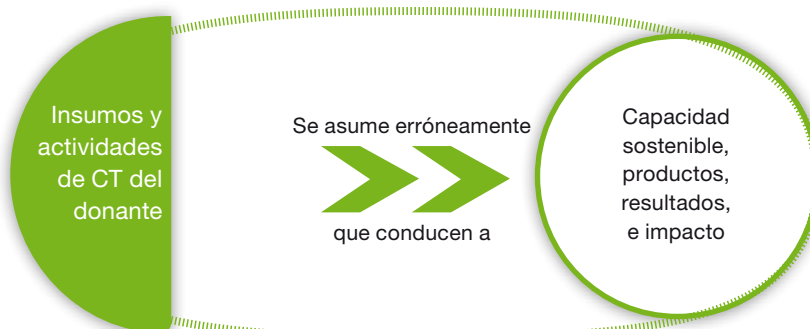 Insumos y
actividades
de CT del
donante
Se asume erróneamente
que conducen a
Capacidad
sostenible,
productos,
resultados,
e impacto